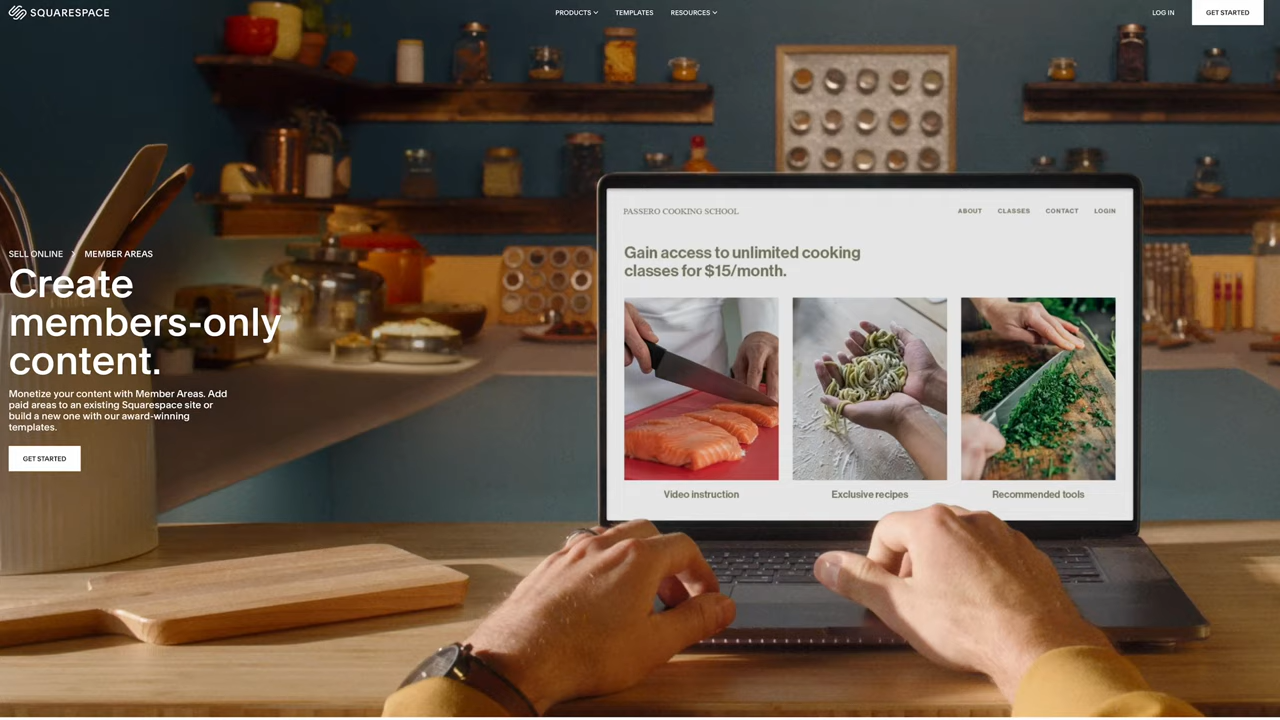 SQUARESPACE
PRODUCTS
TEMPLATES
RESOURCES
LOG IN
GET STARTED
SELL ONLINE
MEMBER AREAS
Create
members-only
content.
Monetize your content with Member Areas. Add
paid areas to an existing Squarespace site or
build a new one with our award-winning
templates.
GET STARTED
PASSERO COOKING SCHOOL
ABOUT
CLASSES
CONTACT
LOGIN
Gain access to unlimited cooking
classes for $15/month.
Video instruction
Exclusive recipes
Recommended tools